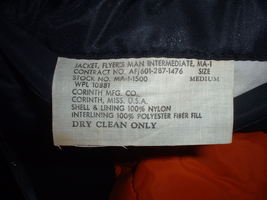 JACKET, FLYER'S MAN INTERMEDIATE, MA-1
CONTRACT NO. AF/601-287-1476 SIZE
STOCK NO. MA-1-1500 MEDIUM
WPL 10881
CORINTH MFG. CO.
CORINTH, MISS. U.S.A.
SHELL & LINING 100% NYLON
INTERLINING 100% POLYESTER FIBER FILL
DRY CLEAN ONLY